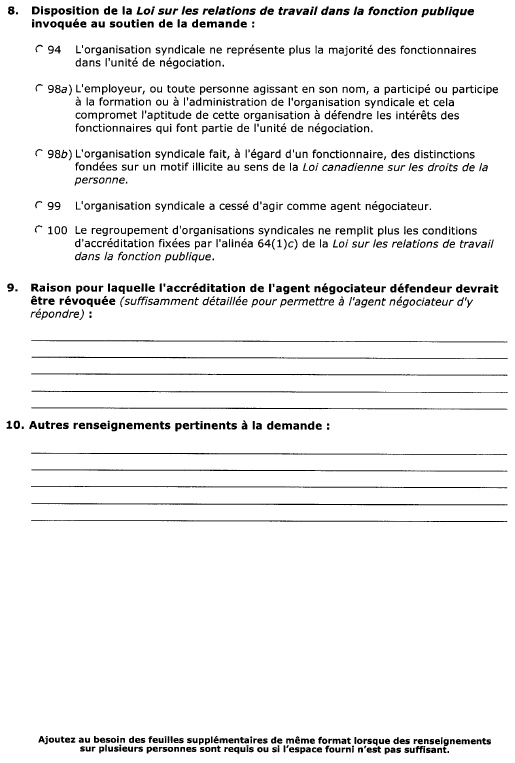 8. Disposition de la Loi sur les relations de travail dans la fonction publique
invoquée au soutien de la demande :
94 L'organisation syndicale ne représente plus la majorité des fonctionnaires
dans l'unité de négociation.
98a) L'employeur, ou toute personne agissant en son nom, a participé ou participe
à la formation ou à l'administration de l'organisation syndicale et cela
compromet l'aptitude de cette organisation à défendre les intérêts des
fonctionnaires qui font partie de l'unité de négociation.
98b) L'organisation syndicale fait, à l'égard d'un fonctionnaire, des distinctions
fondées sur un motif illicite au sens de la Loi canadienne sur les droits de la
personne.
99 L'organisation syndicale a cessé d'agir comme agent négociateur.
100 Le regroupement d'organisations syndicales ne remplit plus les conditions
d'accréditation fixées par l'alinéa 64(1)c) de la Loi sur les relations de travail
dans la fonction publique.
9. Raison pour laquelle l'accréditation de l'agent négociateur défendeur devrait
être révoquée (suffisamment détaillée pour permettre à l'agent négociateur d'y
répondre) :
10. Autres renseignements pertinents à la demande :
Ajoutez au besoin des feuilles supplémentaires de même format lorsque des renseignements
sur plusieurs personnes sont requis ou si l'espace fourni n'est pas suffisant.